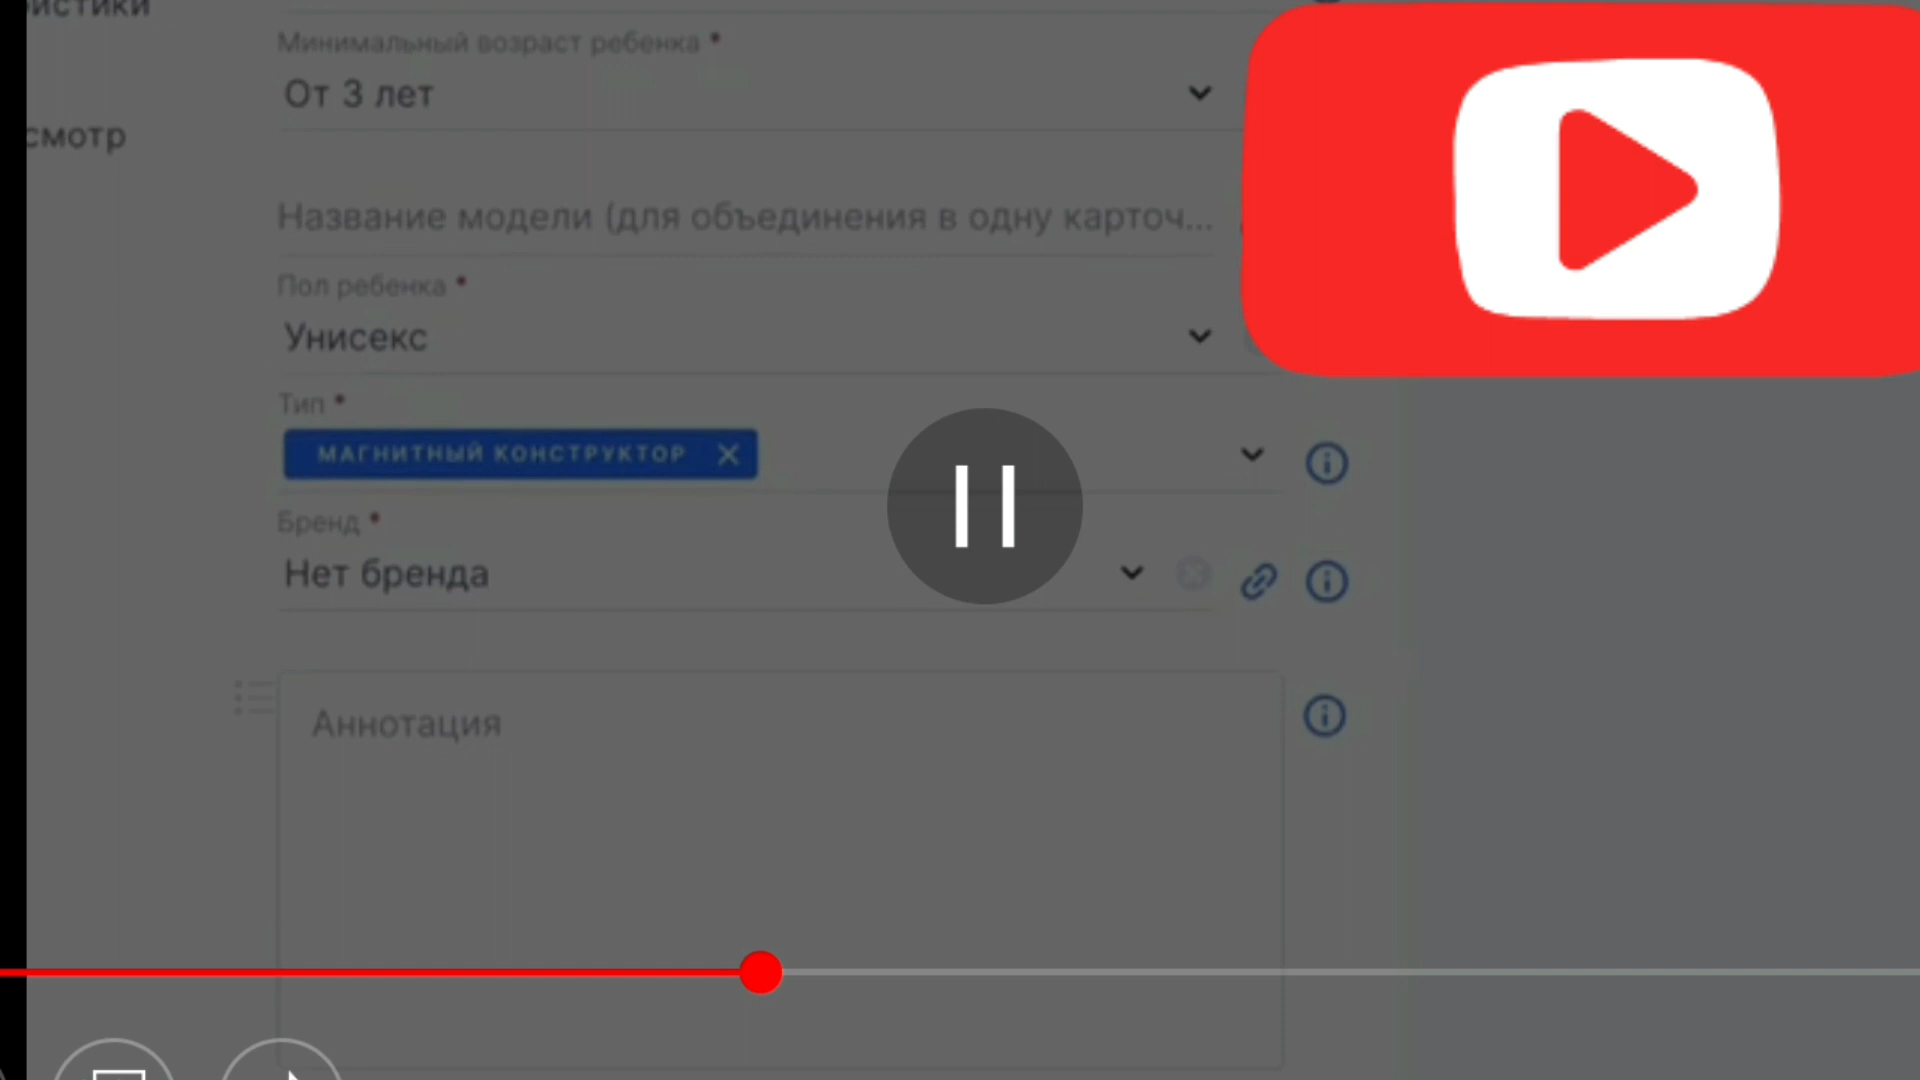 Минимальный возраст ребенка *
От 3 лет
смотр
Название модели (для объединения в одну карточ...
Пол ребенка *
Унисекс
Тип *
МАГНИТНЫЙ КОНСТРУКТОР
Бренд *
Нет бренда
Аннотация